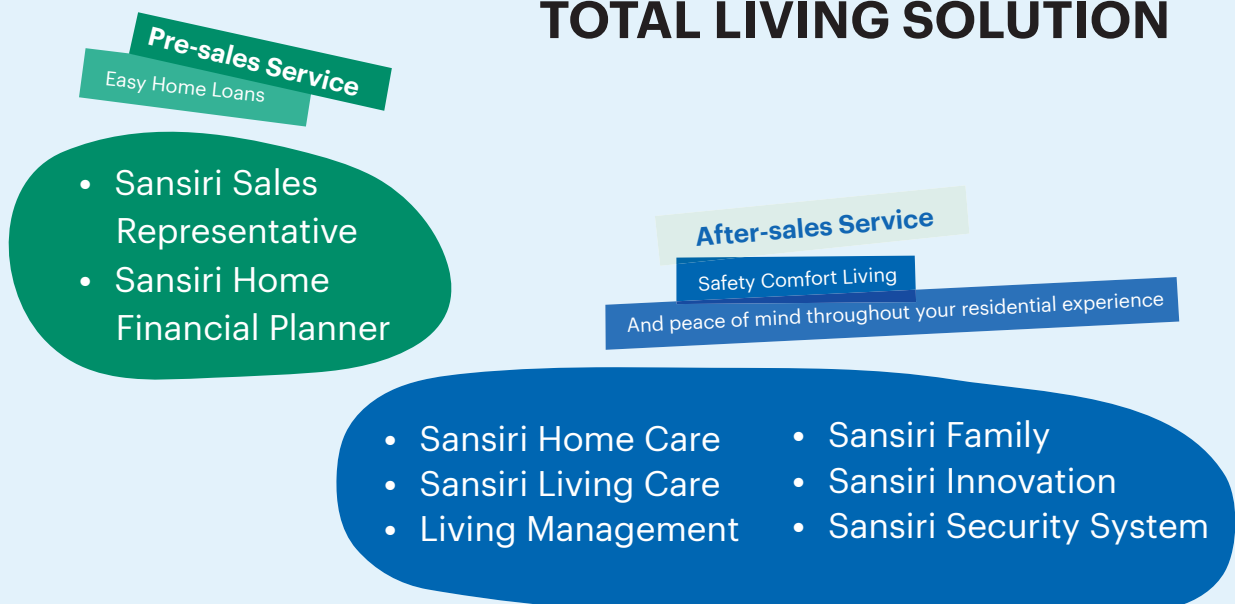 TOTAL LIVING SOLUTION
Pre-sales Service
Easy Home Loans
• Sansiri Sales
Representative
• Sansiri Home
Financial Planner
After-sales Service
Safety Comfort Living
And peace of mind throughout your residential experience
• Sansiri Home Care
• Sansiri Living Care
• Living Management
• Sansiri Family
• Sansiri Innovation
• Sansiri Security System